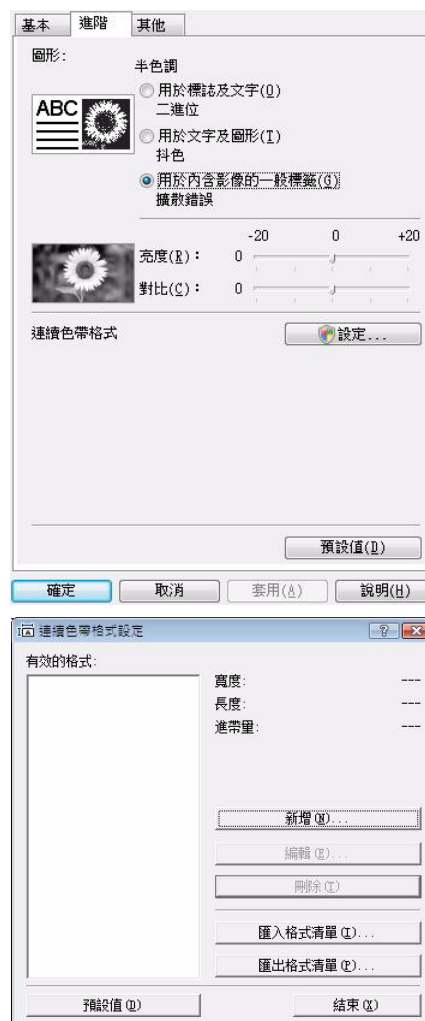 基本 進階 其他
圖形:
半色調
ABC
用於標誌及文字(O)
二進位
用於文字及圖形(I)
抖色
用於內含影像的一般標籤(G)
擴散錯誤
-20 0 +20
亮度(R): 0
對比(C): 0
連續色帶格式 設定...
預設值(D)
確定 取消 套用(A) 說明(H)
連續色帶格式設定
有效的格式:
寬度: ---
長度: ---
進帶量: ---
新增(N)...
編輯(E)...
刪除(T)
匯入格式清單(I)...
匯出格式清單(P)...
預設值(D) 結束(X)